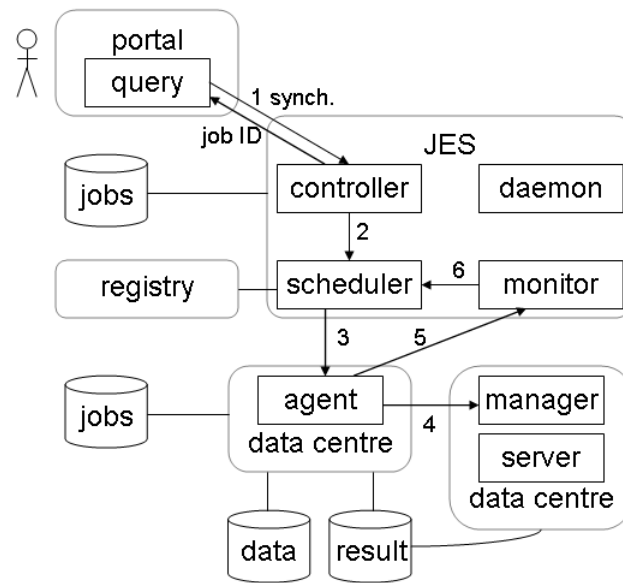 portal
query
1 synch.
job ID
JES
jobs
controller
daemon
2
registry
scheduler
6
monitor
3
5
jobs
agent
4
manager
data centre
server
data centre
data
result